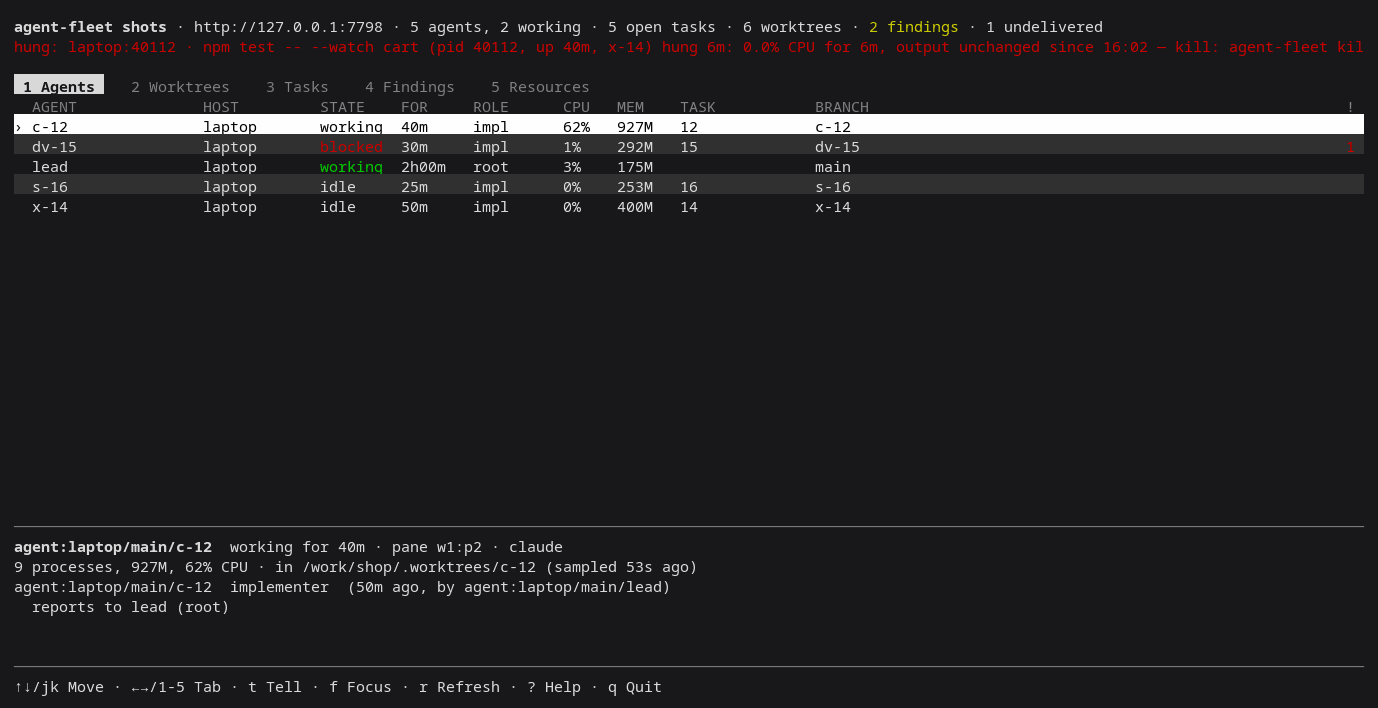 agent-fleet shots · http://127.0.0.1:7798 · 5 agents, 2 working · 5 open tasks · 6 worktrees · 2 findings · 1 undelivered
hung: laptop:40112 · npm test -- --watch cart (pid 40112, up 40m, x-14) hung 6m: 0.0% CPU for 6m, output unchanged since 16:02 — kill: agent-fleet kil
1 Agents 2 Worktrees 3 Tasks 4 Findings 5 Resources
AGENT HOST STATE FOR ROLE CPU MEM TASK BRANCH !
› c-12 laptop working 40m impl 62% 927M 12 c-12
dv-15 laptop blocked 30m impl 1% 292M 15 dv-15 1
lead laptop working 2h00m root 3% 175M main
s-16 laptop idle 25m impl 0% 253M 16 s-16
x-14 laptop idle 50m impl 0% 400M 14 x-14
agent:laptop/main/c-12 working for 40m · pane w1:p2 · claude
9 processes, 927M, 62% CPU · in /work/shop/.worktrees/c-12 (sampled 53s ago)
agent:laptop/main/c-12 implementer (50m ago, by agent:laptop/main/lead)
reports to lead (root)
↑↓/jk Move · ←→/1-5 Tab · t Tell · f Focus · r Refresh · ? Help · q Quit